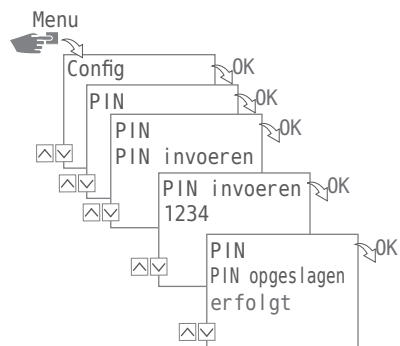 Menu
Config
OK
PIN
OK
PIN
PIN invoeren
OK
PIN invoeren
1234
OK
PIN
PIN opgeslagen
erfolgt
OK